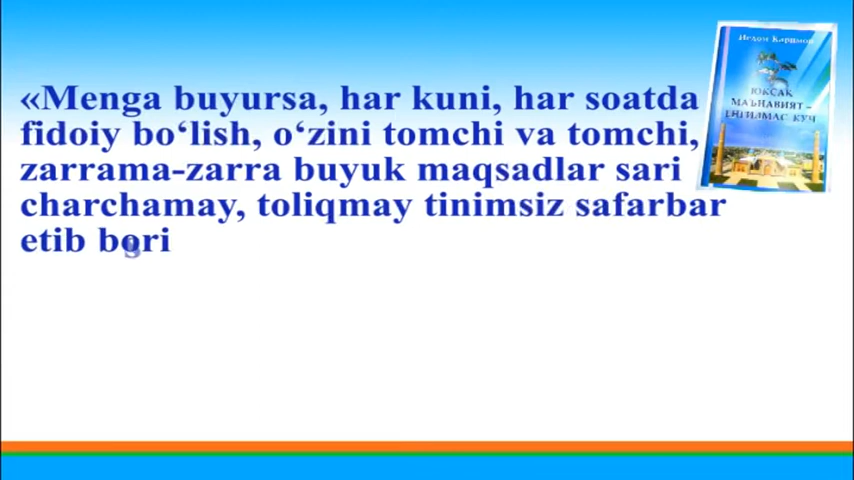 «Menga buyursa, har kuni, har soatda
fidoiy bo‘lish, o‘zini tomchi va tomchi,
zarrama-zarra buyuk maqsadlar sari
charchamay, toliqmay tinimsiz safarbar
etib bori
Ислом Каримов
ЮКСАК
МАЪНАВИЯТ –
ЕНГИЛМАС КУЧ